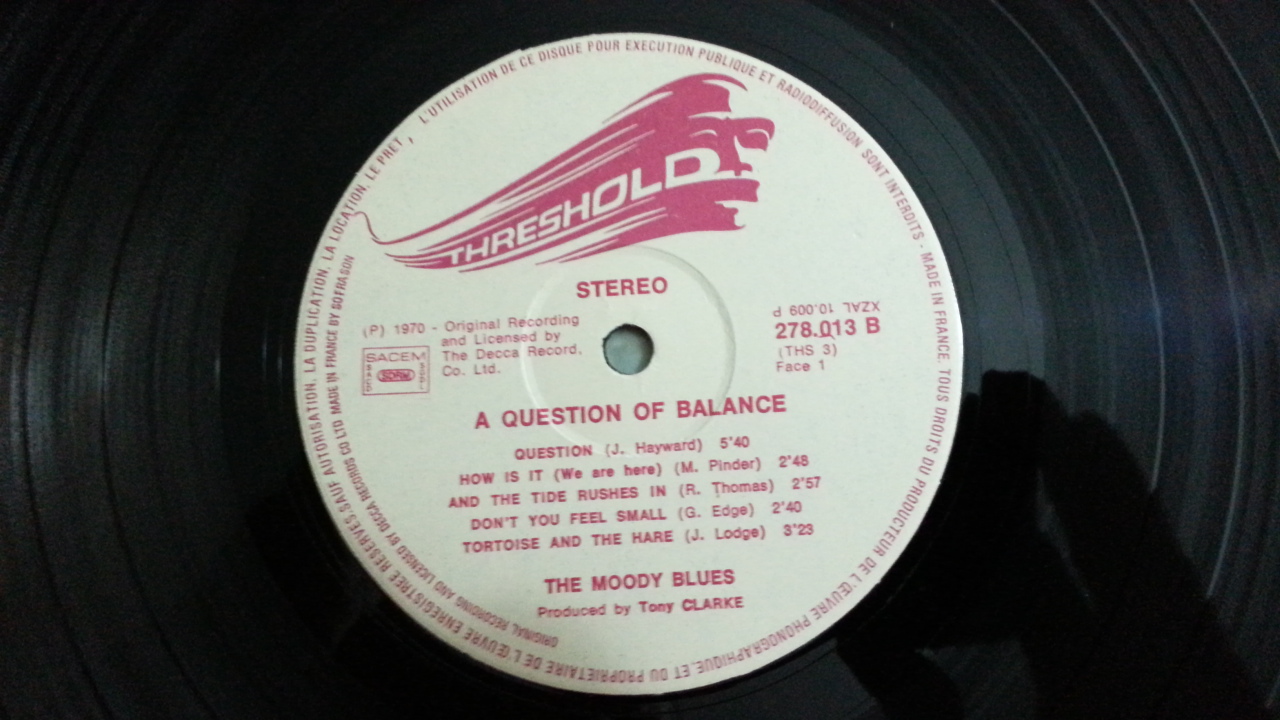 L'UTILISATION DE CE DISQUE POUR EXECUTION PUBLIQUE ET RADIODIFFUSION SONT INTERDITS - MADE IN FRANCE. TOUS DROITS DU PRODUCTEUR DE L'ŒUVRE PHONOGRAPHIQUE ET DU PROPRIETAIRE DE L'ŒUVRE ENREGISTREE RESERVES. SAUF AUTORISATION, LA DUPLICATION, LA LOCATION, LE PRET,
ORIGINAL RECORDING AND LICENSED BY DECCA RECORDS CO LTD MADE IN FRANCE BY SOFRASON
THRESHOLD
STEREO
(P) 1970 - Original Recording
and Licensed by
The Decca Record.
Co. Ltd.
SACEM
SDRM
XZAL 10.009 P
278.013 B
(THS 3)
Face 1
A QUESTION OF BALANCE
QUESTION (J. Hayward) 5'40
HOW IS IT (We are here) (M. Pinder) 2'48
AND THE TIDE RUSHES IN (R. Thomas) 2'57
DON'T YOU FEEL SMALL (G. Edge) 2'40
TORTOISE AND THE HARE (J. Lodge) 3'23
THE MOODY BLUES
Produced by Tony CLARKE